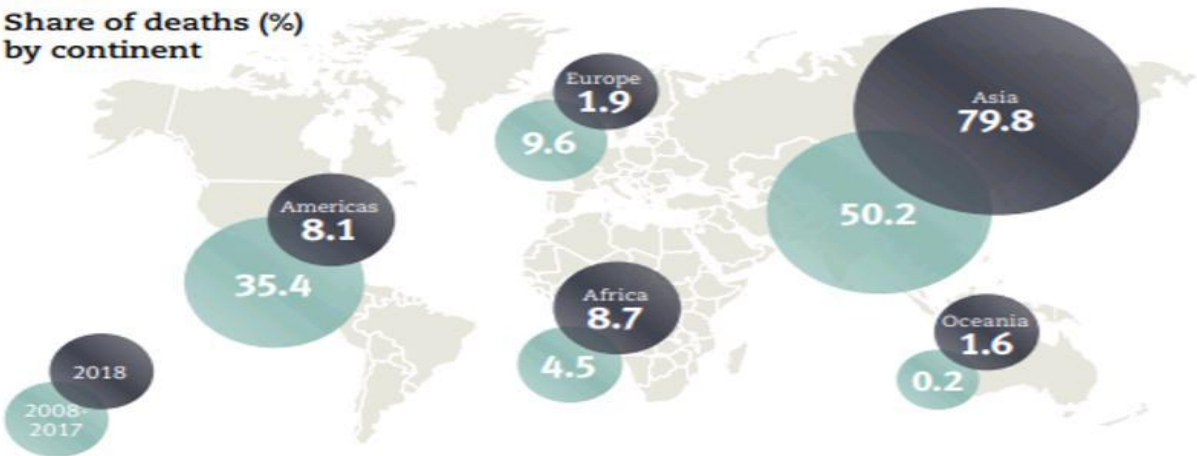 Share of deaths (%)
by continent
Europe
1.9
9.6
Asia
79.8
50.2
Americas
8.1
35.4
Africa
8.7
4.5
Oceania
1.6
0.2
2018
2008-
2017